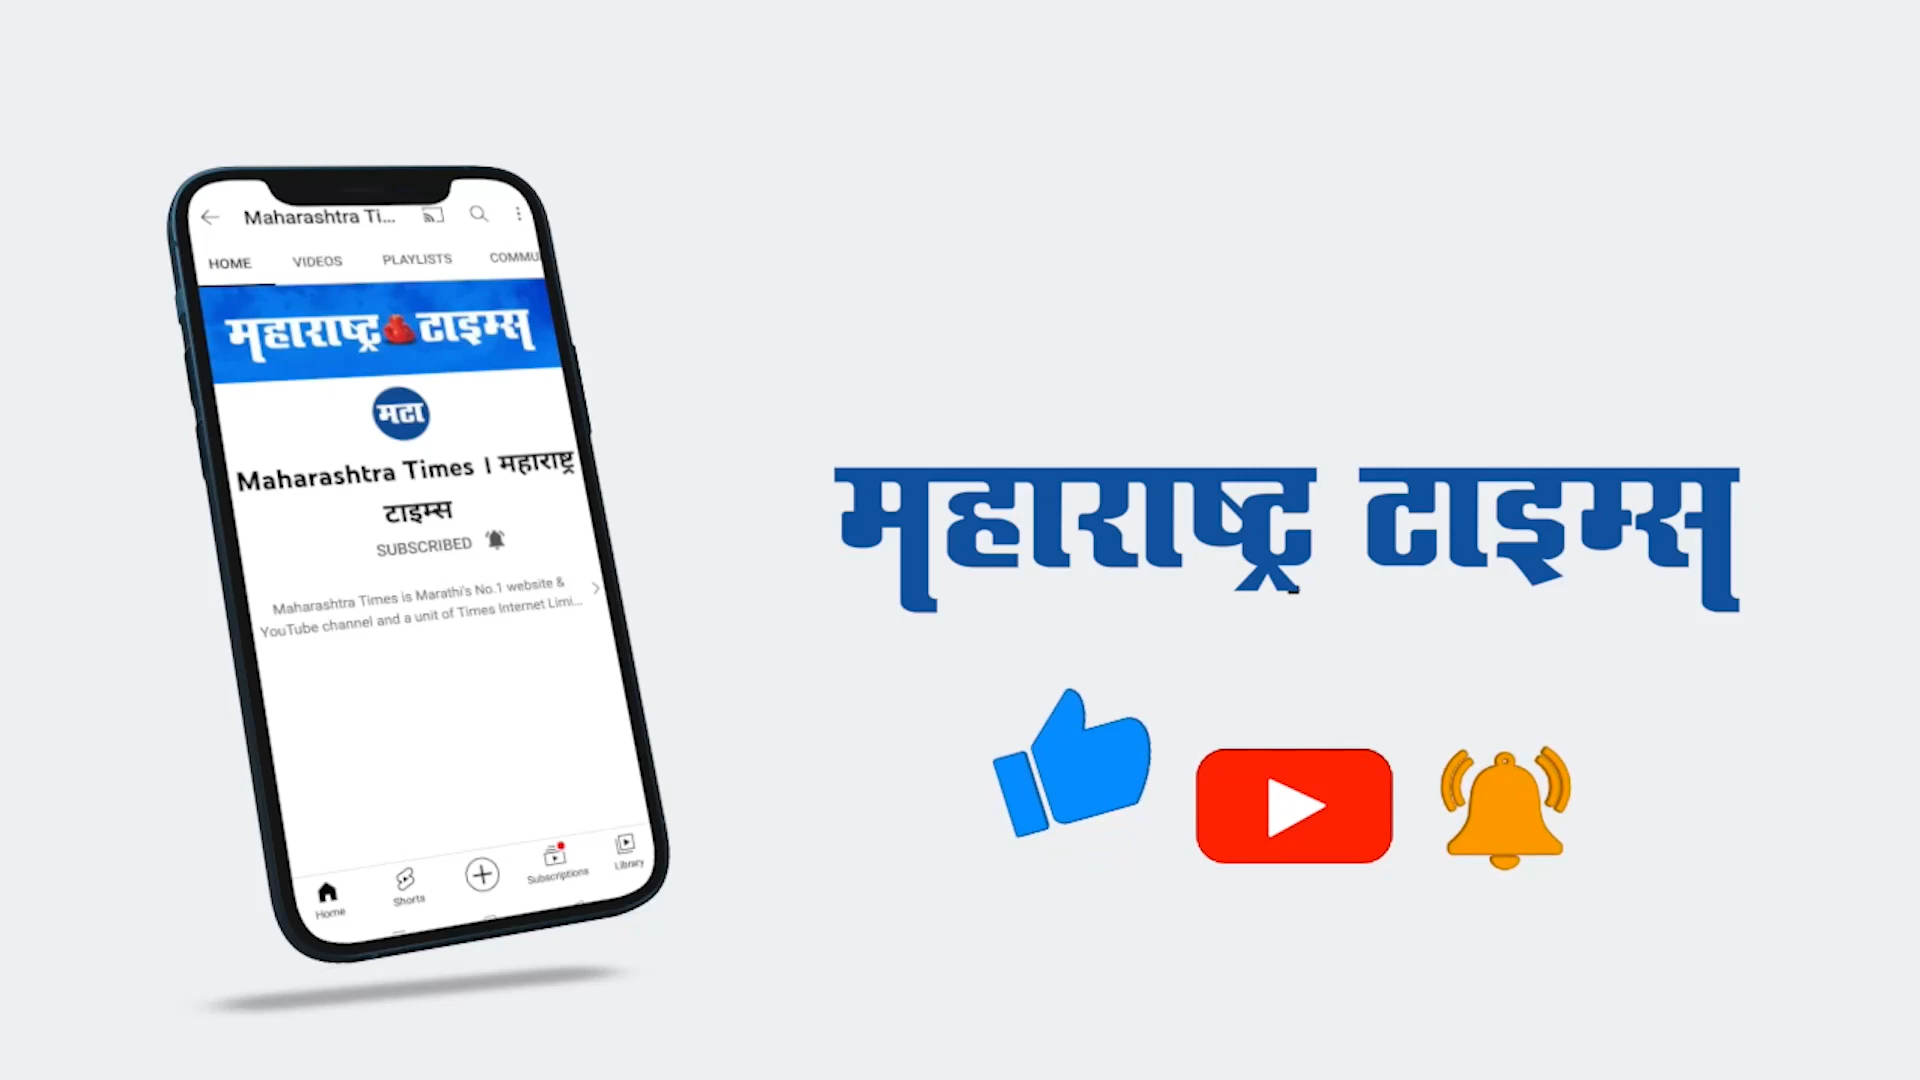 Maharashtra Ti...
HOME VIDEOS PLAYLISTS COMMU
महाराष्ट्र टाइम्स
मटा
Maharashtra Times । महाराष्ट्र
टाइम्स
SUBSCRIBED
Maharashtra Times is Marathi's No.1 website &
YouTube channel and a unit of Times Internet Limi...
Home Shorts Subscriptions Library
महाराष्ट्र टाइम्स